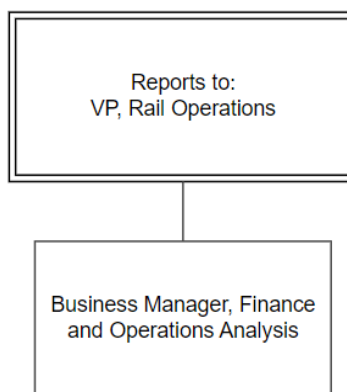 Reports to:
VP, Rail Operations
Business Manager, Finance
and Operations Analysis